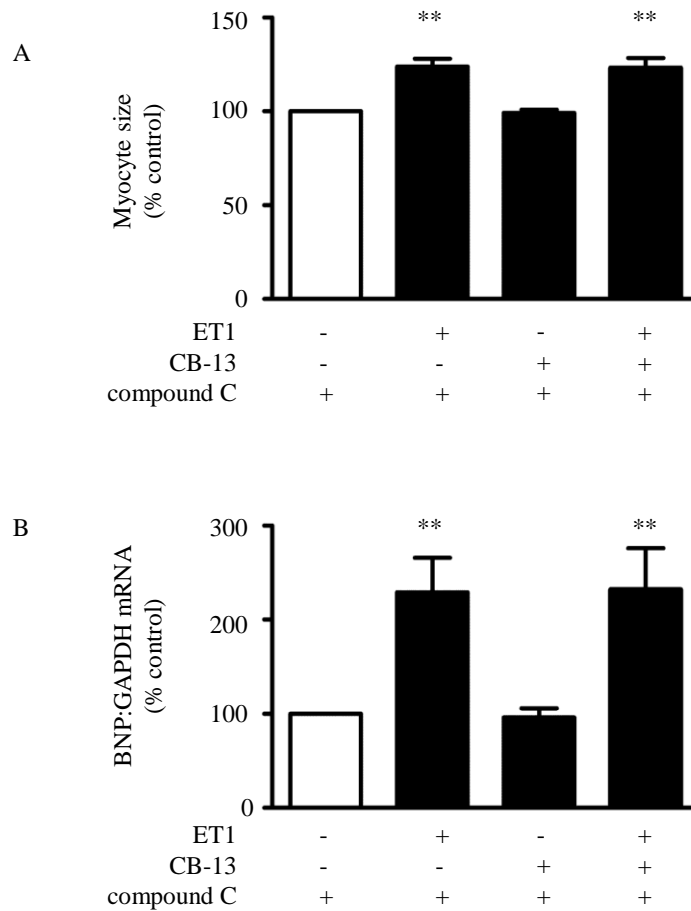 A
Myocyte size
(% control)
150
** **
100
50
0
ET1 - + - +
CB-13 - - + +
compound C + + + +
B
BNP:GAPDH mRNA
(% control)
300
** **
200
100
0
ET1 - + - +
CB-13 - - + +
compound C + + + +